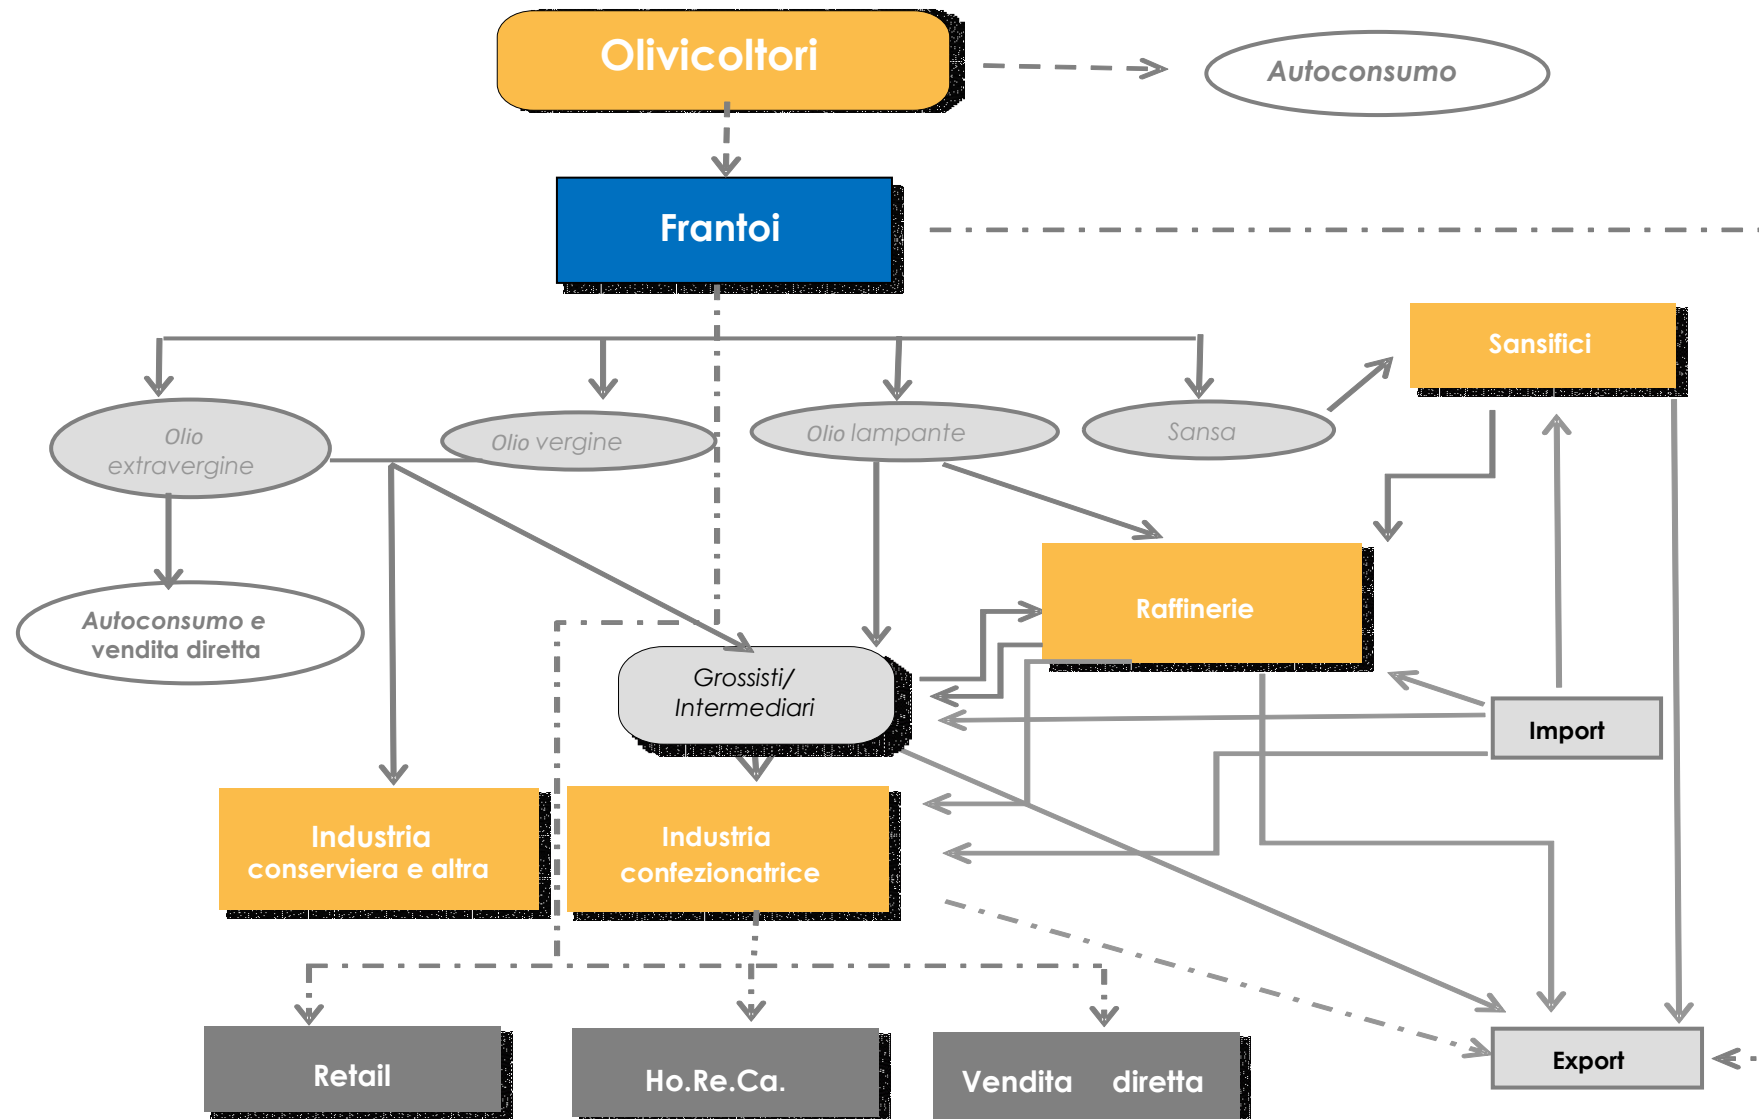 Olivicoltori
Autoconsumo
Frantoi
Sansifici
Olio
extravergine
Olio vergine
Olio lampante
Sansa
Autoconsumo e
vendita diretta
Raffinerie
Grossisti/
Intermediari
Import
Industria
conserviera e altra
Industria
confezionatrice
Retail
Ho.Re.Ca.
Vendita diretta
Export